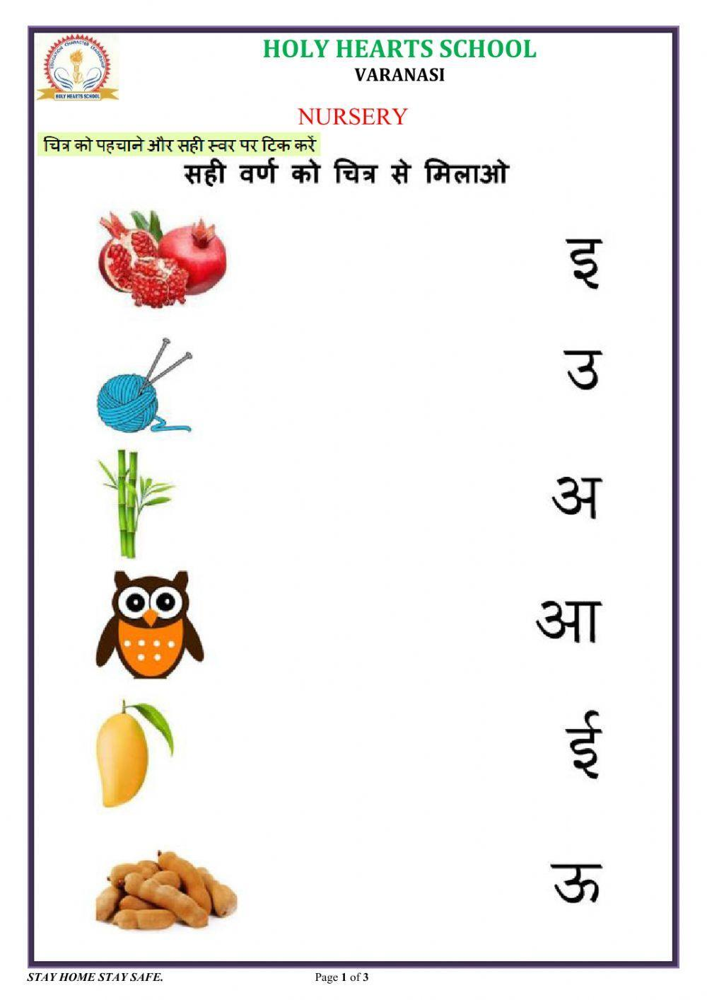 EDUCATION CHARACTER LEADERSHIP
HOLY HEARTS SCHOOL
HOLY HEARTS SCHOOL
VARANASI
NURSERY
चित्र को पहचाने और सही स्वर पर टिक करें
सही वर्ण को चित्र से मिलाओ
इ
उ
अ
आ
ई
ऊ
STAY HOME STAY SAFE. Page 1 of 3